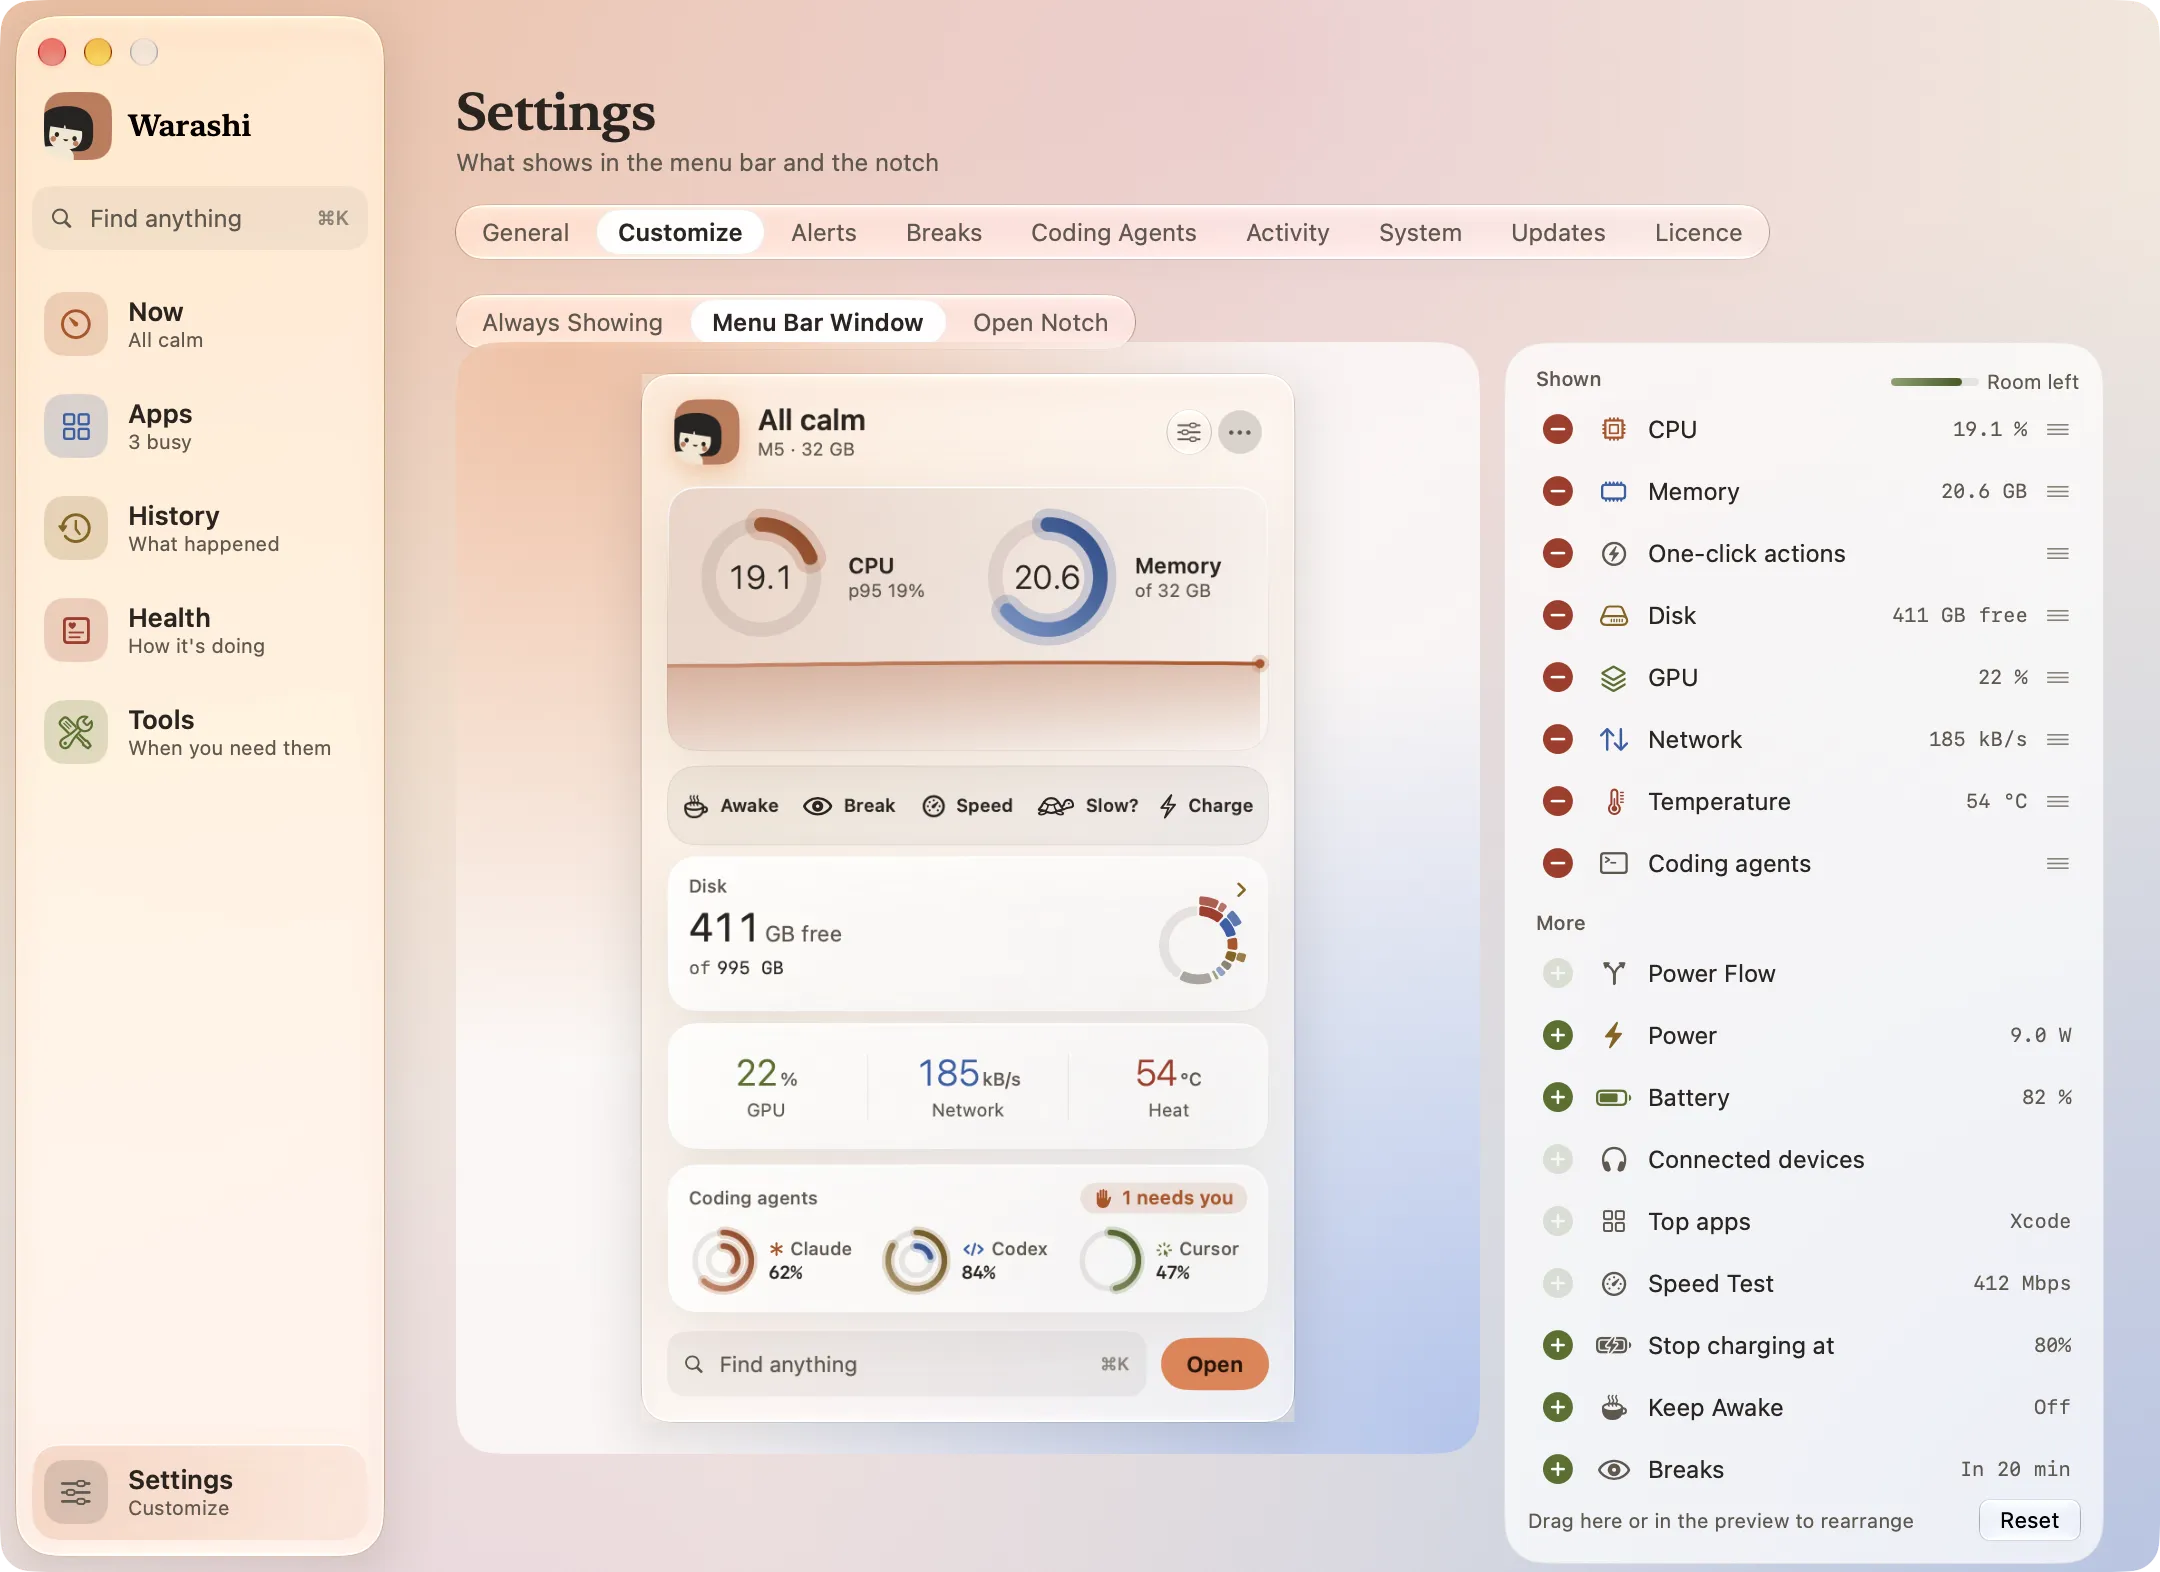 Warashi
Find anything ⌘K
Now
All calm
Apps
3 busy
History
What happened
Health
How it's doing
Tools
When you need them
Settings
Customize
Settings
What shows in the menu bar and the notch
General Customize Alerts Breaks Coding Agents Activity System Updates Licence
Always Showing Menu Bar Window Open Notch
All calm
M5 · 32 GB
19.1
CPU
p95 19%
20.6
Memory
of 32 GB
Awake Break Speed Slow? Charge
Disk
411 GB free
of 995 GB
22 %
GPU
185 kB/s
Network
54 °C
Heat
Coding agents
1 needs you
Claude
62%
Codex
84%
Cursor
47%
Find anything ⌘K
Open
Shown
Room left
CPU 19.1 %
Memory 20.6 GB
One-click actions
Disk 411 GB free
GPU 22 %
Network 185 kB/s
Temperature 54 °C
Coding agents
More
Power Flow
Power 9.0 W
Battery 82 %
Connected devices
Top apps Xcode
Speed Test 412 Mbps
Stop charging at 80%
Keep Awake Off
Breaks In 20 min
Drag here or in the preview to rearrange
Reset